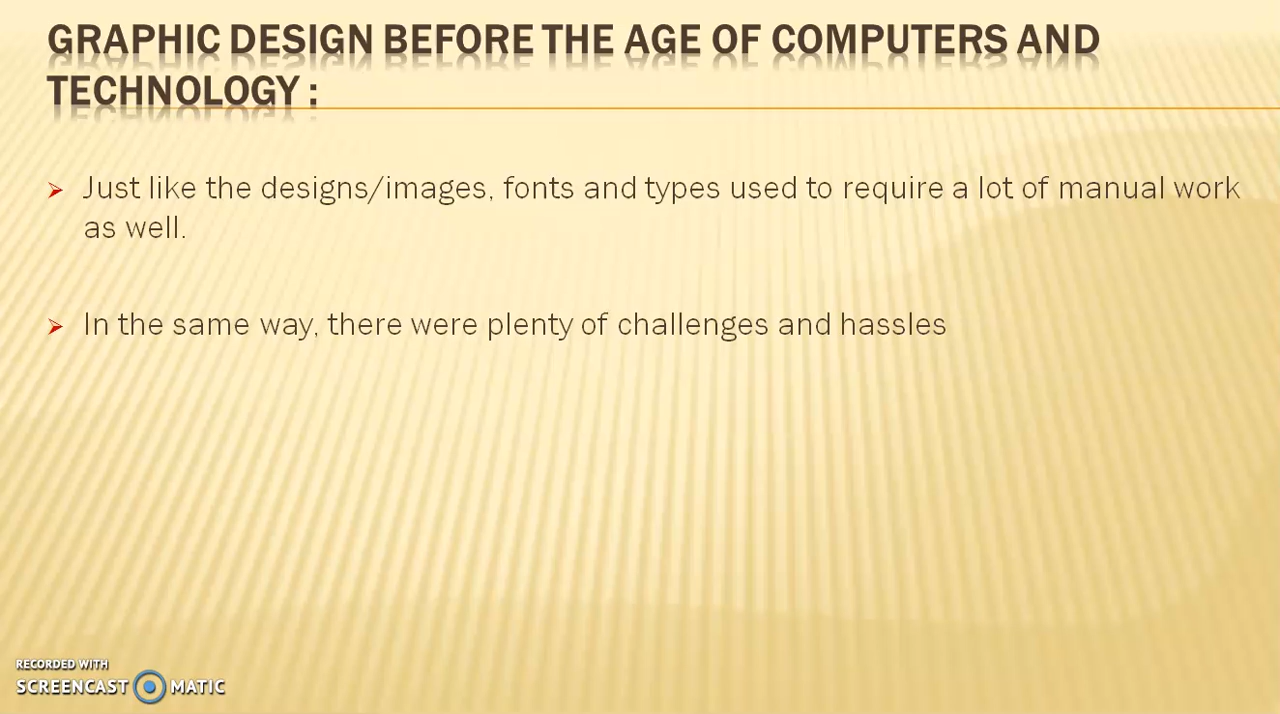 GRAPHIC DESIGN BEFORE THE AGE OF COMPUTERS AND
TECHNOLOGY :
Just like the designs/images, fonts and types used to require a lot of manual work
as well.
In the same way, there were plenty of challenges and hassles
RECORDED WITH
SCREENCAST MATIC